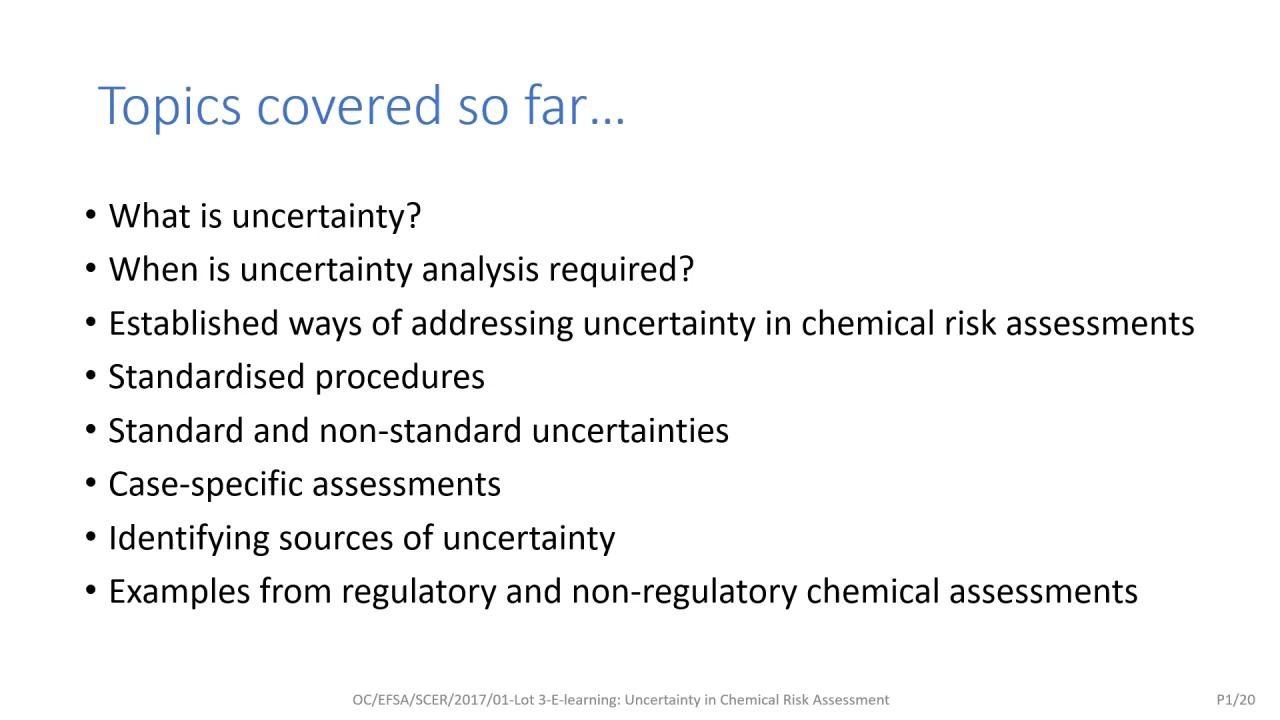 Topics covered so far…
• What is uncertainty?
• When is uncertainty analysis required?
• Established ways of addressing uncertainty in chemical risk assessments
• Standardised procedures
• Standard and non-standard uncertainties
• Case-specific assessments
• Identifying sources of uncertainty
• Examples from regulatory and non-regulatory chemical assessments
OC/EFSA/SCER/2017/01-Lot 3-E-learning: Uncertainty in Chemical Risk Assessment
P1/20